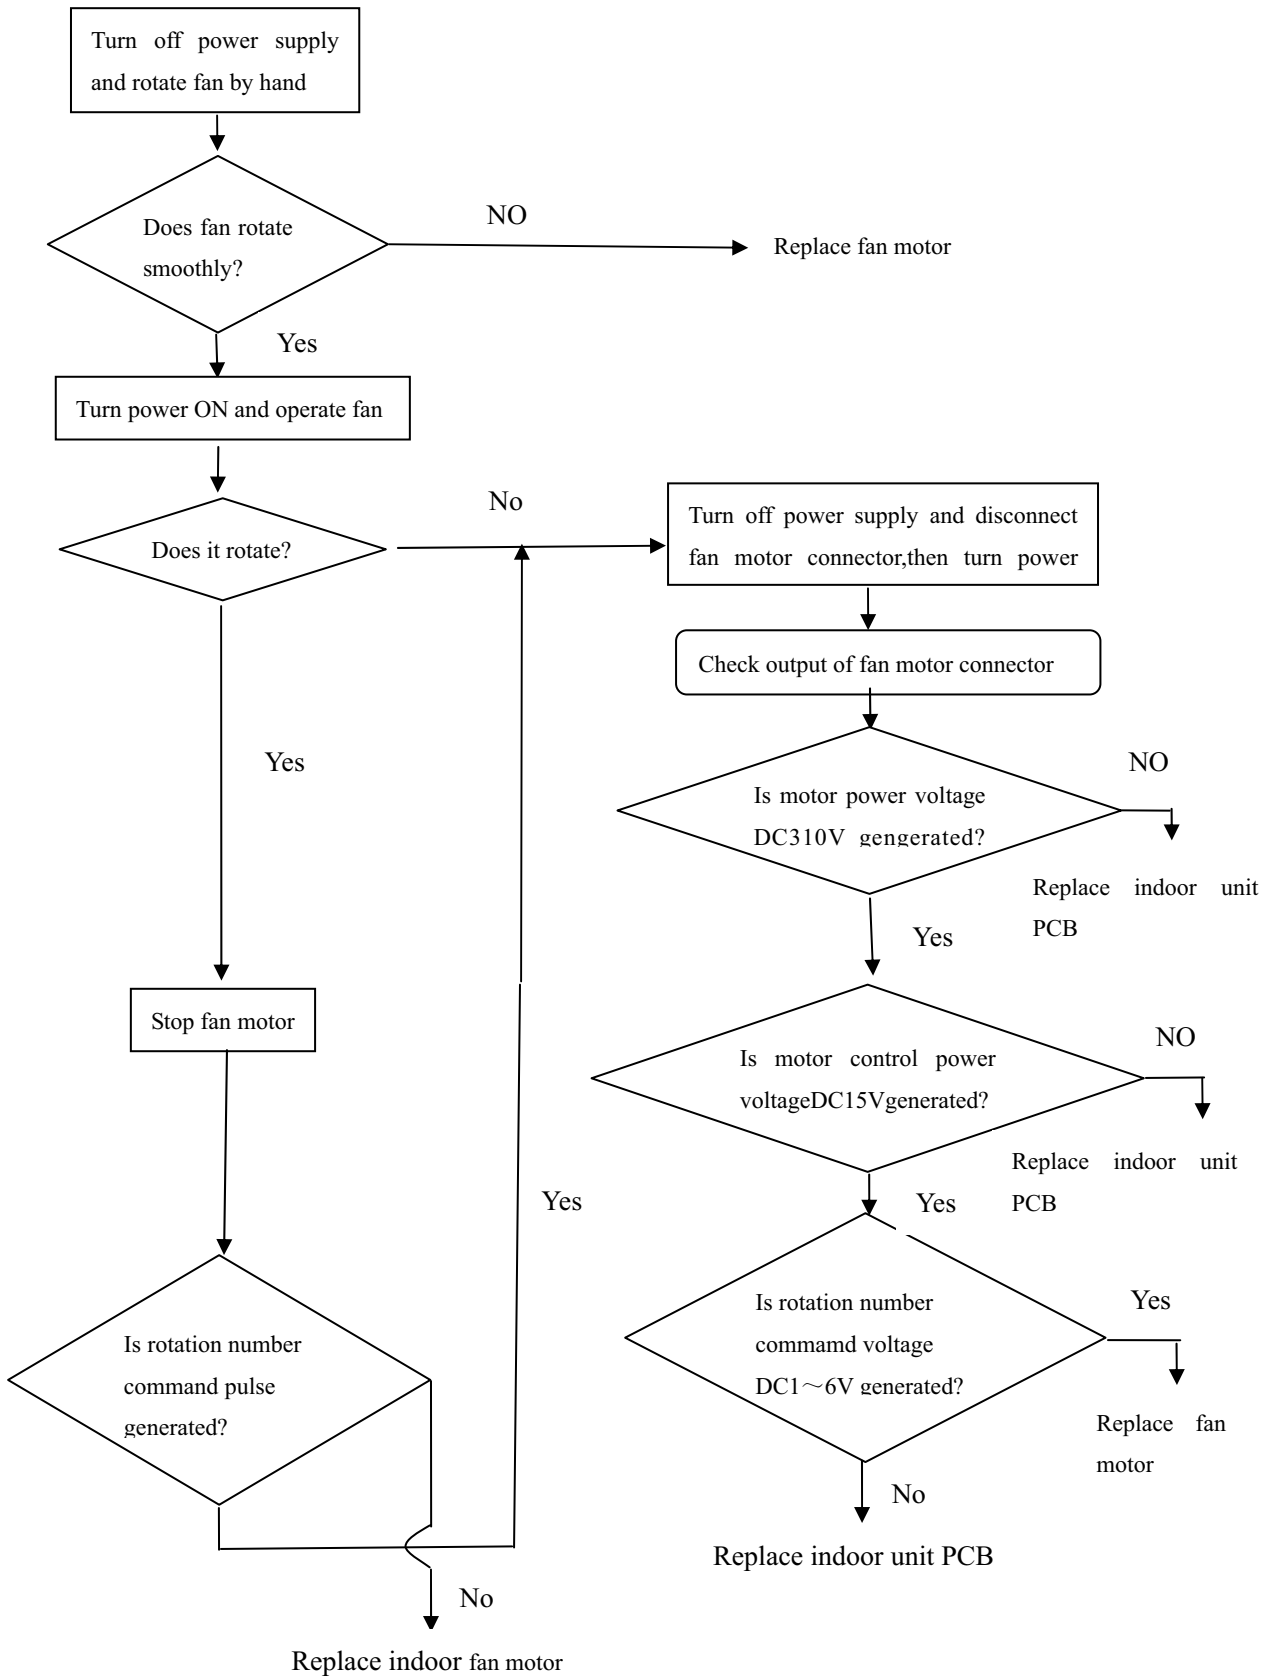 Turn off power supply
and rotate fan by hand
Does fan rotate
smoothly?
NO
Replace fan motor
Yes
Turn power ON and operate fan
Does it rotate?
No
Turn off power supply and disconnect
fan motor connector,then turn power
Check output of fan motor connector
Yes
Is motor power voltage
DC310V gengerated?
NO
Replace indoor unit
PCB
Yes
Stop fan motor
Is motor control power
voltageDC15Vgenerated?
NO
Replace indoor unit
PCB
Yes
Yes
Is rotation number
command pulse
generated?
Is rotation number
commamd voltage
DC1～6V generated?
Yes
Replace fan
motor
No
Replace indoor unit PCB
No
Replace indoor fan motor